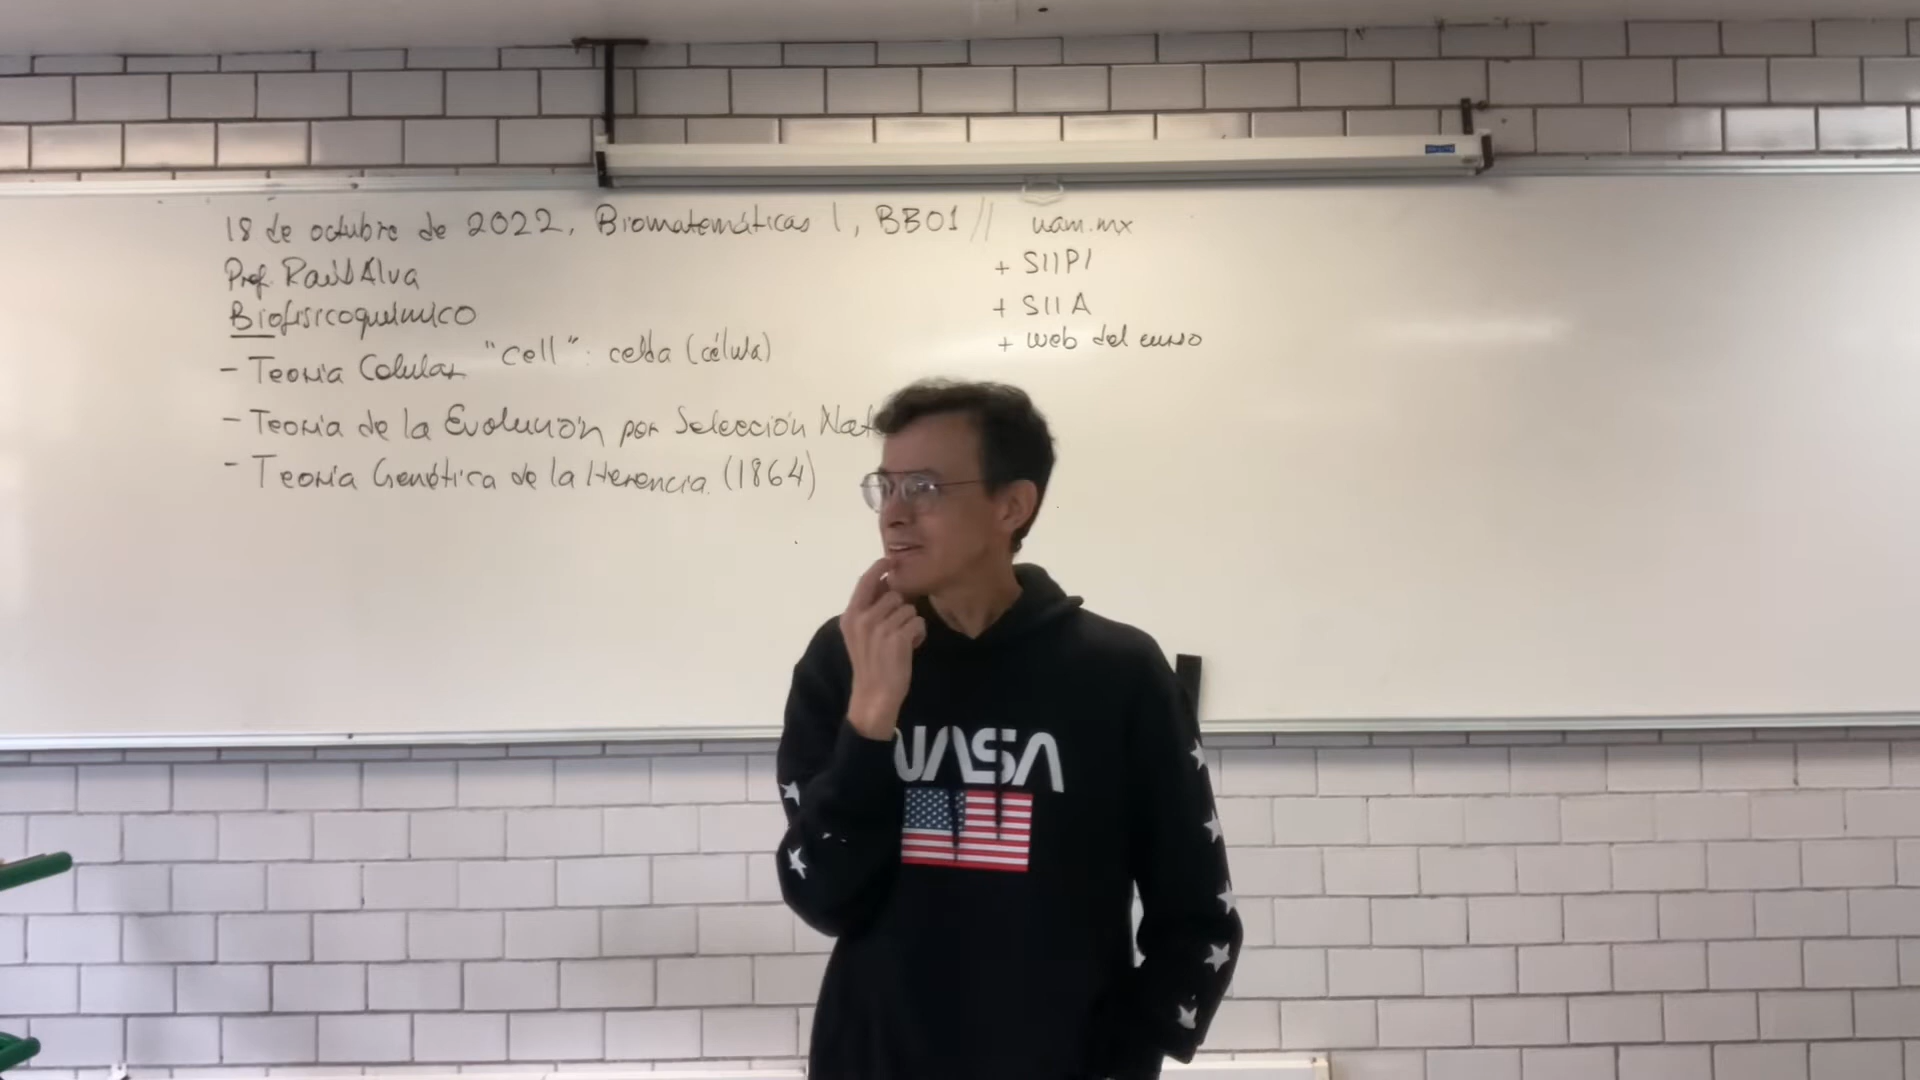 18 de octubre de 2022, Biomatemáticas I, BB01 //
Prof. Raúl Alva
Biofisicoquímico
- Teoría Celular "cell": celda (célula)
- Teoría de la Evolución por Selección Nat
- Teoría Genética de la Herencia. (1864)
uam.mx
+ SIIPI
+ SIIA
+ web del curso
NASA